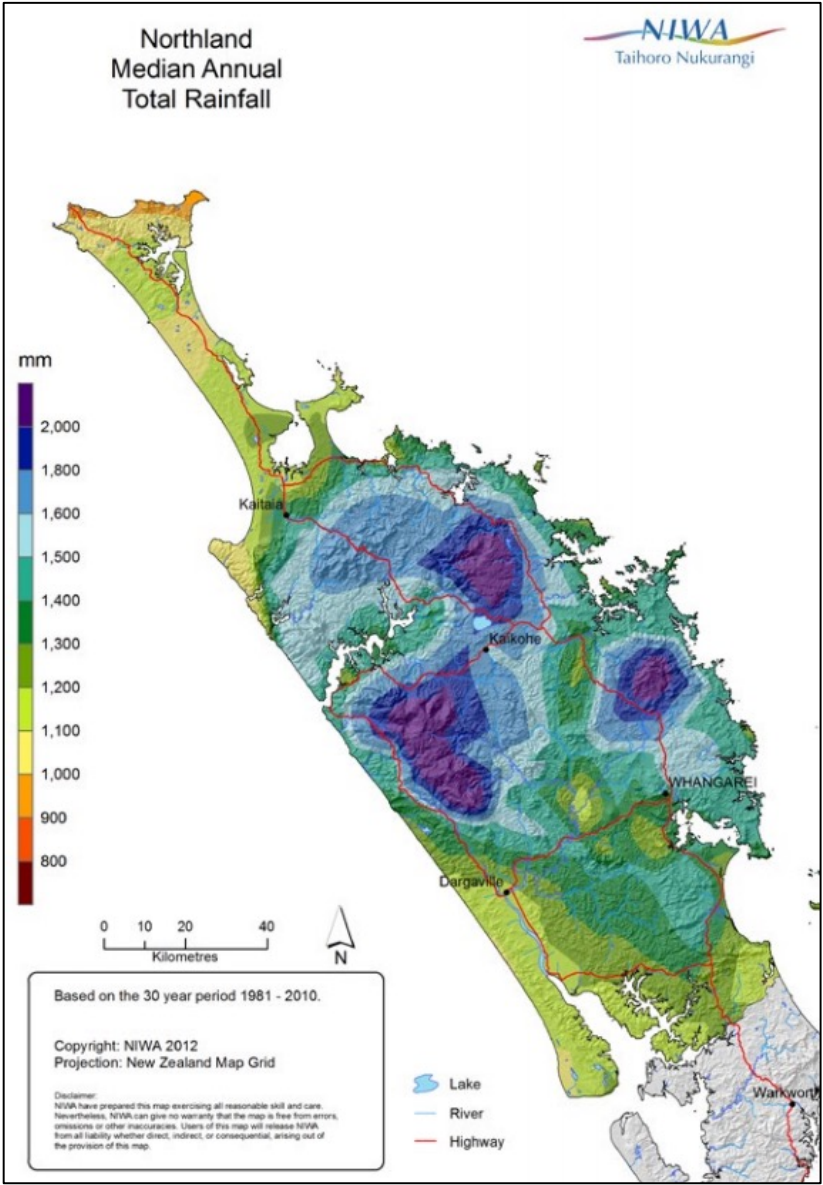 Northland
Median Annual
Total Rainfall
NIWA
Taihoro Nukurangi
mm
2,000
1,800
1,600
1,500
1,400
1,300
1,200
1,100
1,000
900
800
Kaitaia
Kaikohe
WHANGAREI
Dargaville
0 10 20 40
Kilometres
N
Based on the 30 year period 1981 - 2010.
Copyright: NIWA 2012
Projection: New Zealand Map Grid
Disclaimer:
NIWA have prepared this map exercising all reasonable skill and care.
Nevertheless, NIWA can give no warranty that the map is free from errors,
omissions or other inaccuracies. Users of this map will release NIWA
from all liability whether direct, indirect, or consequential, arising out of
the provision of this map.
Lake
River
Highway
Warkwort